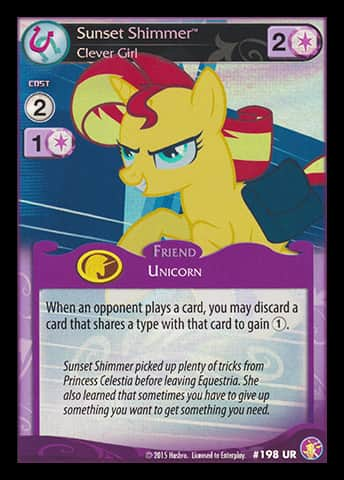 Sunset Shimmer™
Clever Girl
2
COST
2
1
FRIEND
UNICORN
When an opponent plays a card, you may discard a
card that shares a type with that card to gain ①.
Sunset Shimmer picked up plenty of tricks from
Princess Celestia before leaving Equestria. She
also learned that sometimes you have to give up
something you want to get something you need.
© 2015 Hasbro. Licensed to Enterplay. #198 UR